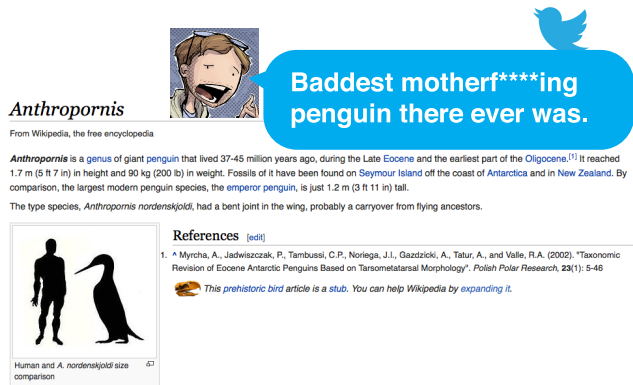 Baddest motherf****ing
penguin there ever was.
Anthropornis
From Wikipedia, the free encyclopedia
Anthropornis is a genus of giant penguin that lived 37-45 million years ago, during the Late Eocene and the earliest part of the Oligocene.[1] It reached
1.7 m (5 ft 7 in) in height and 90 kg (200 lb) in weight. Fossils of it have been found on Seymour Island off the coast of Antarctica and in New Zealand. By
comparison, the largest modern penguin species, the emperor penguin, is just 1.2 m (3 ft 11 in) tall.
The type species, Anthropornis nordenskjoldi, had a bent joint in the wing, probably a carryover from flying ancestors.
References [edit]
1. ^ Myrcha, A., Jadwiszczak, P., Tambussi, C.P., Noriega, J.I., Gazdzicki, A., Tatur, A., and Valle, R.A. (2002). "Taxonomic
Revision of Eocene Antarctic Penguins Based on Tarsometatarsal Morphology". Polish Polar Research, 23(1): 5-46
This prehistoric bird article is a stub. You can help Wikipedia by expanding it.
Human and A. nordenskjoldi size
comparison